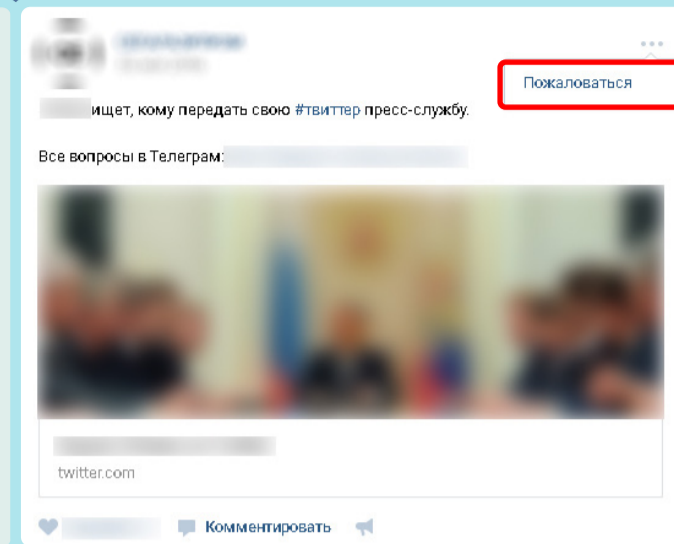 Пожаловаться
ищет, кому передать свою #твиттер пресс-службу.
Все вопросы в Телеграм:
twitter.com
Комментировать